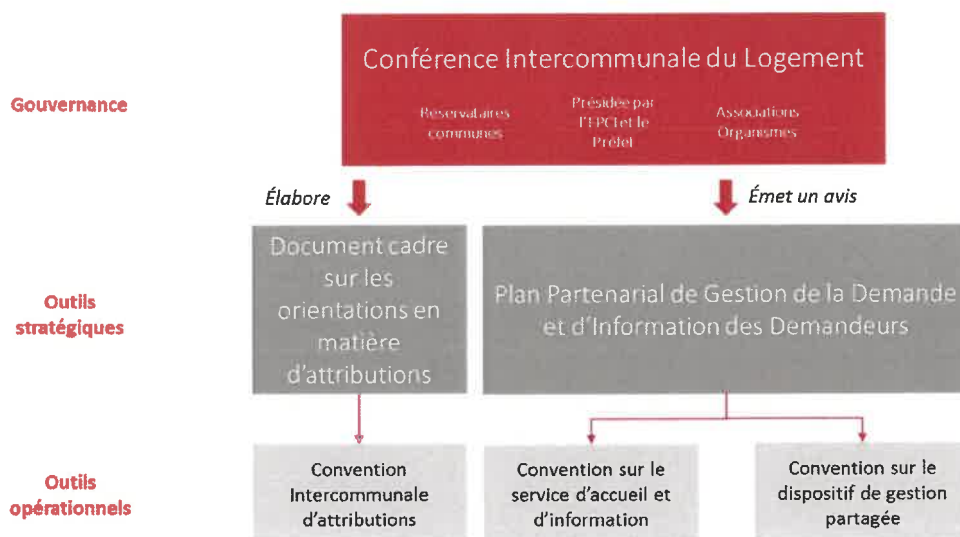 Conférence Intercommunale du Logement
Gouvernance
Réservataires
communes
Présidée par
l'EPCI et le
Préfet
Associations
Organismes
Élabore
Émet un avis
Outils
stratégiques
Document cadre
sur les
orientations en
matière
d'attributions
Plan Partenarial de Gestion de la Demande
et d'Information des Demandeurs
Outils
opérationnels
Convention
Intercommunale
d'attributions
Convention sur le
service d'accueil et
d'information
Convention sur le
dispositif de gestion
partagée